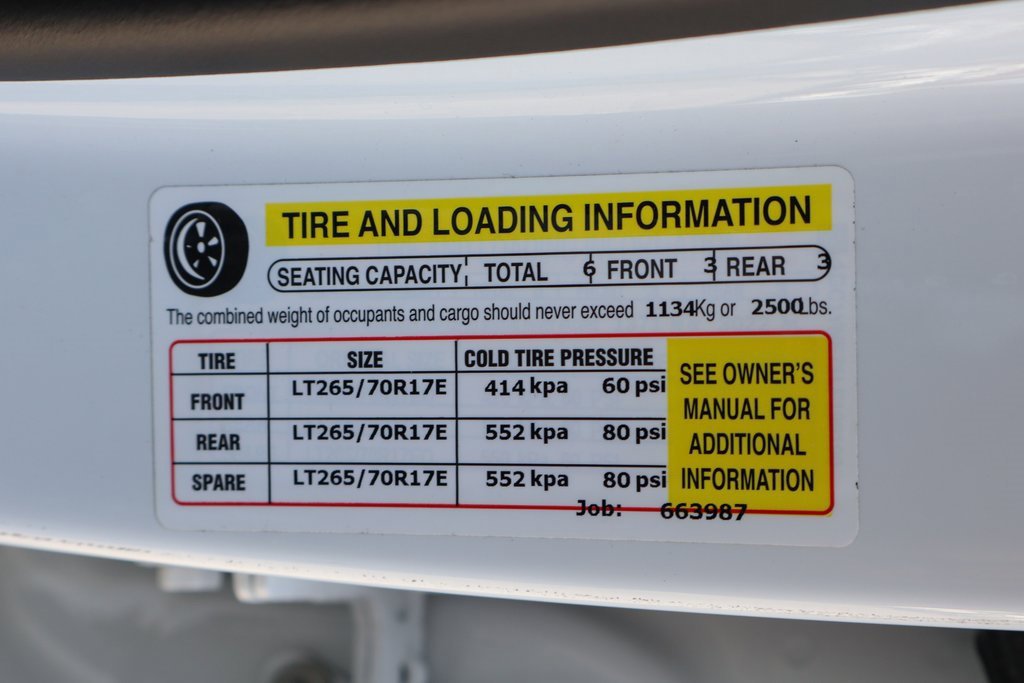 TIRE AND LOADING INFORMATION
SEATING CAPACITY TOTAL 6 FRONT 3 REAR 3
The combined weight of occupants and cargo should never exceed 1134Kg or 2500Lbs.
TIRE SIZE COLD TIRE PRESSURE
FRONT LT265/70R17E 414 kpa 60 psi
REAR LT265/70R17E 552 kpa 80 psi
SPARE LT265/70R17E 552 kpa 80 psi
SEE OWNER'S
MANUAL FOR
ADDITIONAL
INFORMATION
Job: 663987